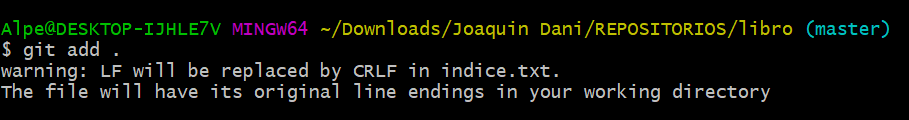 Alpe@DESKTOP-IJHLE7V MINGW64 ~/Downloads/Joaquin Dani/REPOSITORIOS/libro (master)
$ git add .
warning: LF will be replaced by CRLF in indice.txt.
The file will have its original line endings in your working directory